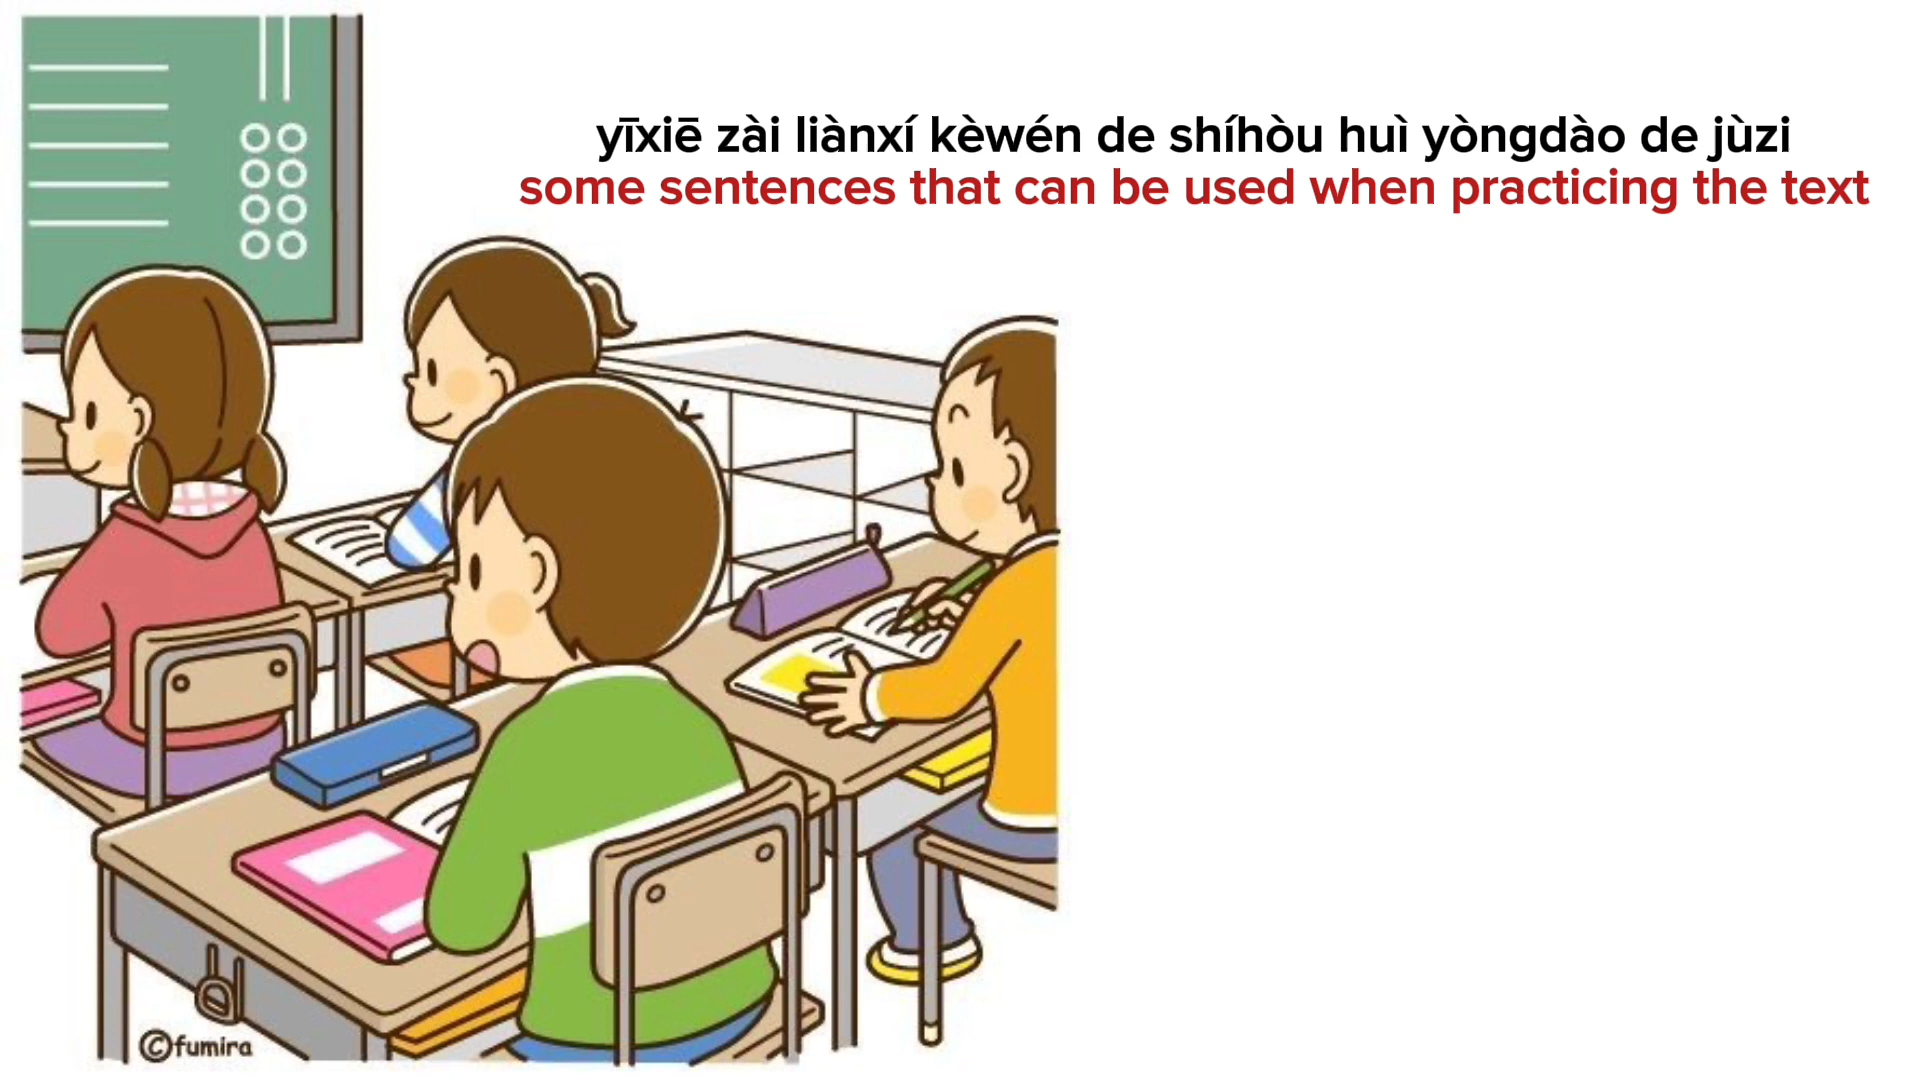 yīxiē zài liànxí kèwén de shíhòu huì yòngdào de jùzi
some sentences that can be used when practicing the text
©fumira